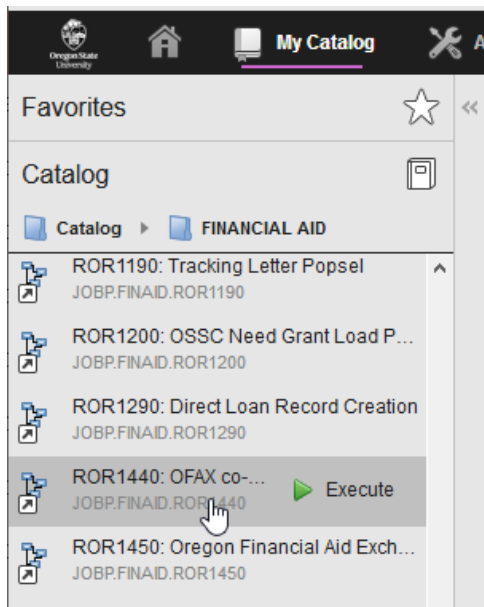 Oregon State
University
My Catalog
A
Favorites
Catalog
Catalog FINANCIAL AID
ROR1190: Tracking Letter Popsel
JOBP.FINAID.ROR1190
ROR1200: OSSC Need Grant Load P...
JOBP.FINAID.ROR1200
ROR1290: Direct Loan Record Creation
JOBP.FINAID.ROR1290
ROR1440: OFAX co-... Execute
JOBP.FINAID.ROR1440
ROR1450: Oregon Financial Aid Exch...
JOBP.FINAID.ROR1450